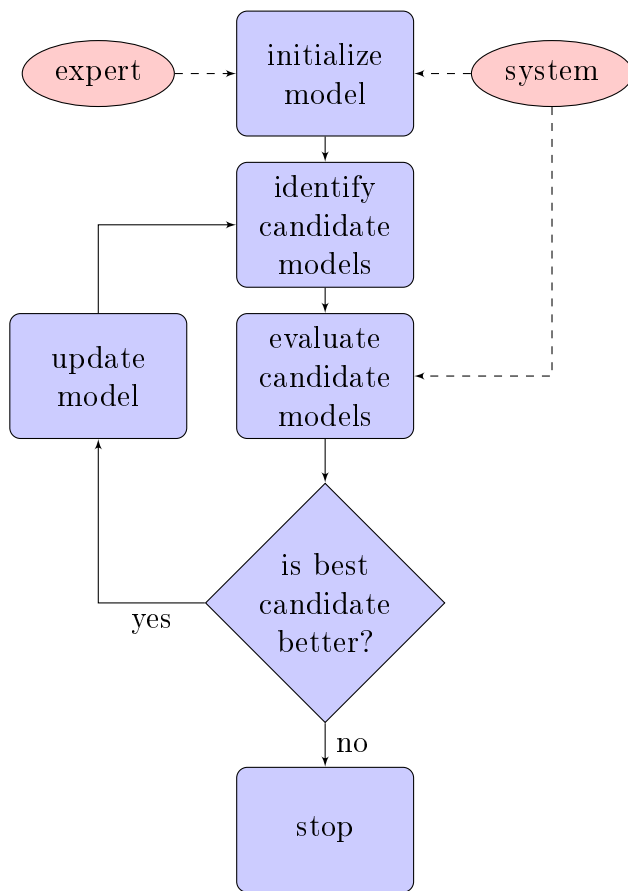 expert
initialize
model
system
identify
candidate
models
update
model
evaluate
candidate
models
is best
candidate
better?
yes
no
stop